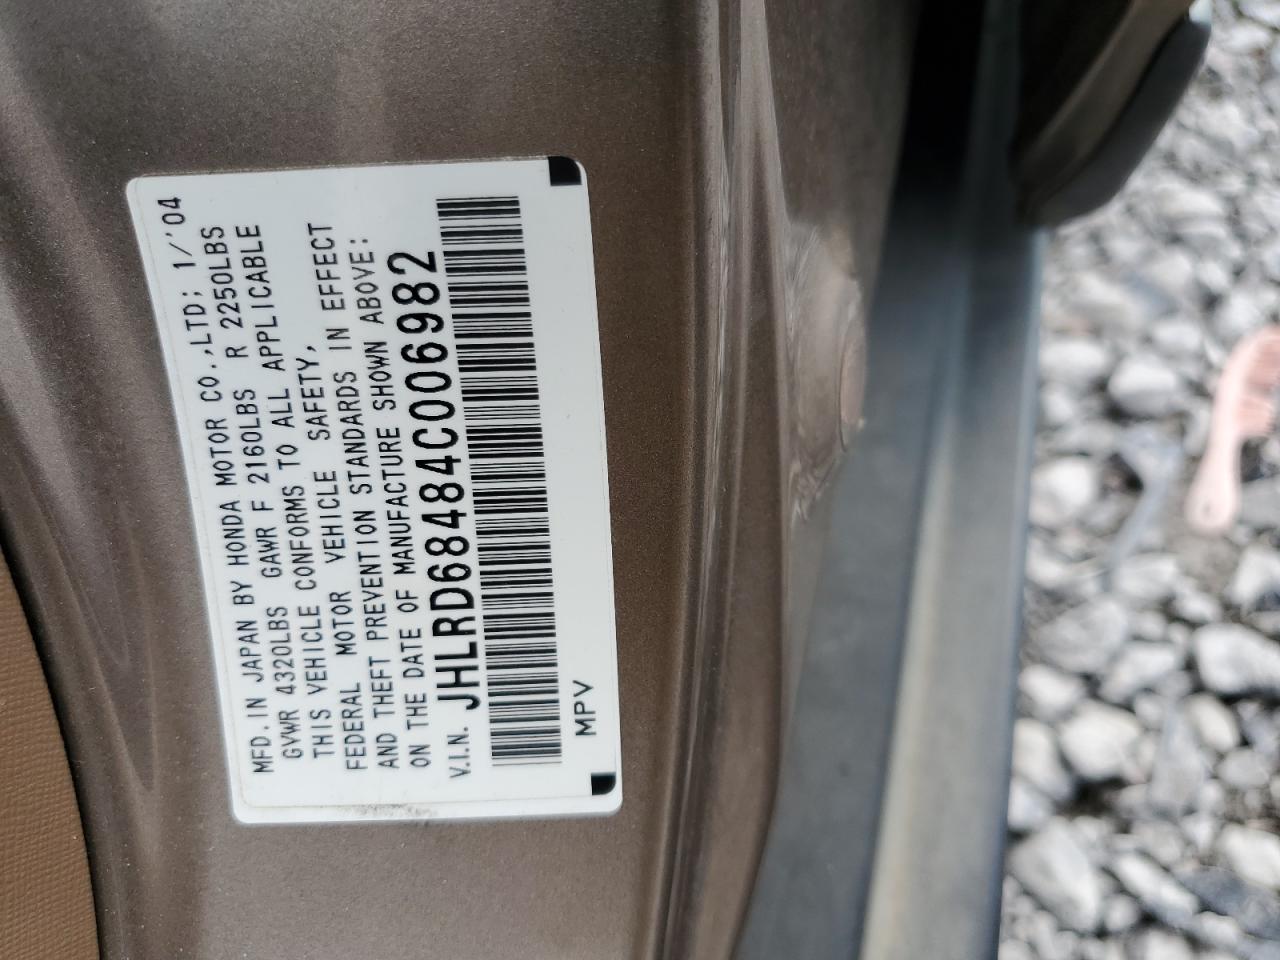 MFD. IN JAPAN BY HONDA MOTOR CO.,LTD; 1/'04
GVWR 4320LBS GAWR F 2160LBS R 2250LBS
THIS VEHICLE CONFORMS TO ALL APPLICABLE
FEDERAL MOTOR VEHICLE SAFETY,
AND THEFT PREVENTION STANDARDS IN EFFECT
ON THE DATE OF MANUFACTURE SHOWN ABOVE:
V.I.N. JHLRD68484C006982
MPV